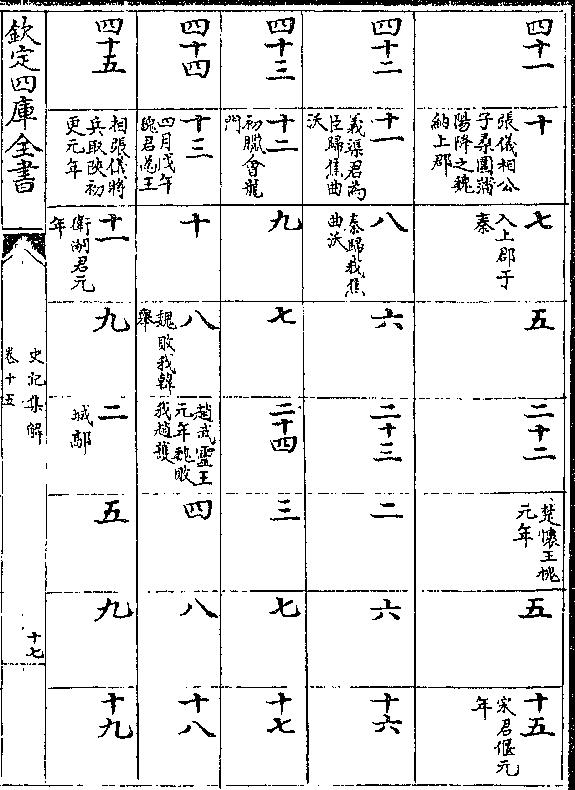 四十一
十
張儀相公
子桑圍蒲
陽降之魏
納上郡
七
入上郡于
秦
五
二十二
楚懷王槐
元年
五
十五
宋君偃元
年
四十二
十一
義渠君為
臣歸焦曲
沃
八
秦歸我焦
曲沃
六
二十三
二
六
十六
四十三
十二
初臘會龍
門
九
七
二十四
三
七
十七
四十四
十三
四月戊午
魏君為王
十
八
魏敗我韓
舉
趙武靈王
元年魏敗
我趙護
四
八
十八
四十五
相張儀將
兵取陜初
更元年
十一
衛嗣君元
年
九
二
城鄗
五
九
十九
欽定四庫全書
史記集解
卷十五
十七